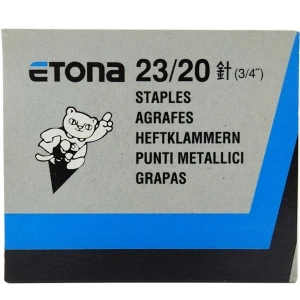 ETONA 23/20 針 (3/4")
STAPLES
AGRAFES
HEFTKLAMMERN
PUNTI METALLICI
GRAPAS